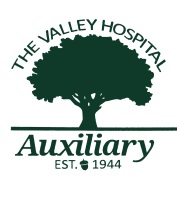 THE VALLEY HOSPITAL
Auxiliary
EST. 1944